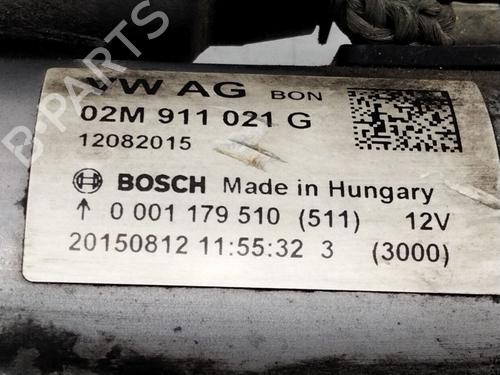 VW AG BON
02M 911 021 G
12082015
BOSCH Made in Hungary
↑ 0 001 179 510 (511) 12V
20150812 11:55:32 3 (3000)
B-PARTS